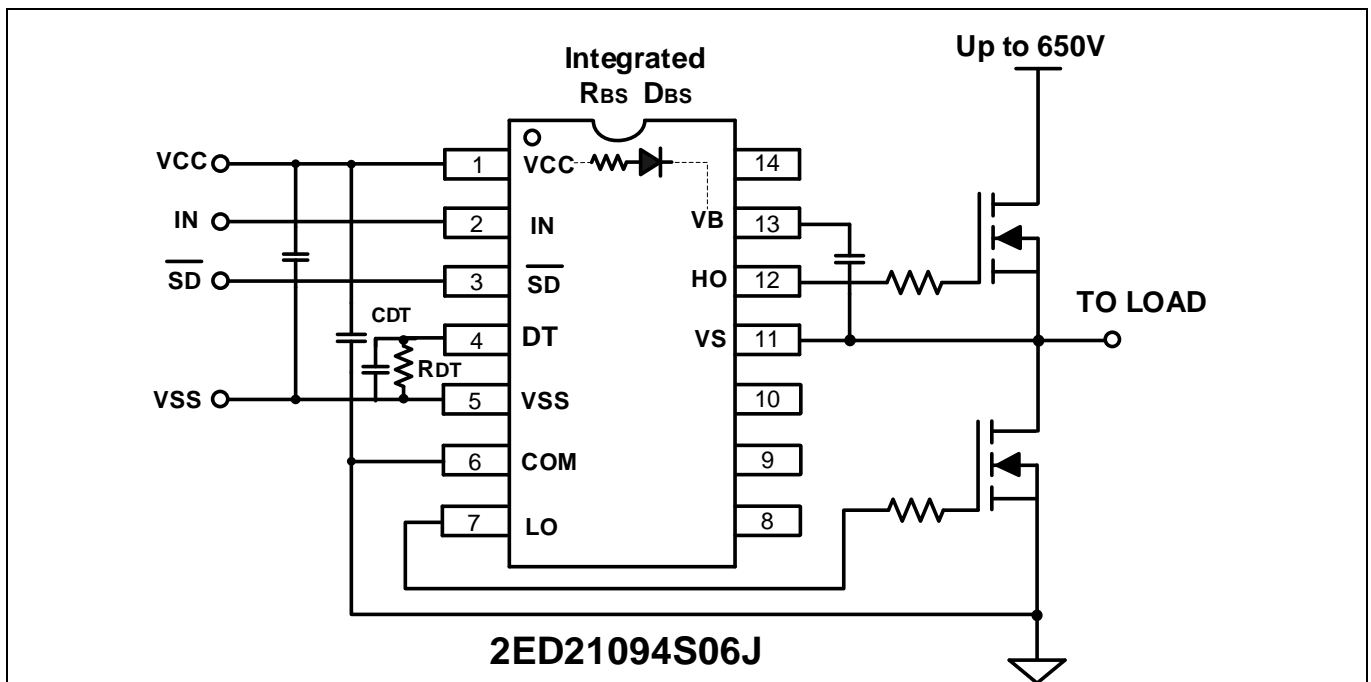 Up to 650V
Integrated
RBS DBS
VCC
1
VCC
14
IN
2
IN
VB
13
SD
3
SD
HO
12
TO LOAD
CDT
4
DT
VS
11
RDT
VSS
5
VSS
10
6
COM
9
7
LO
8
2ED21094S06J